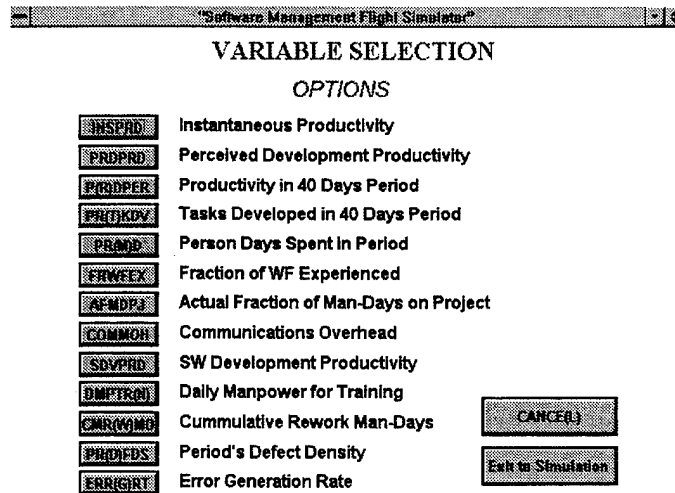 "Software Management Flight Simulator"
VARIABLE SELECTION
OPTIONS
INSPRD Instantaneous Productivity
PRDPRD Perceived Development Productivity
P(R)DPER Productivity in 40 Days Period
PR(T)KDV Tasks Developed in 40 Days Period
PR(M)D Person Days Spent in Period
FRWFEX Fraction of WF Experienced
AFMDPJ Actual Fraction of Man-Days on Project
COMMOH Communications Overhead
SDVPRD SW Development Productivity
DMPTR(N) Daily Manpower for Training
CMR(W)MD Cummulative Rework Man-Days
CANCE(L)
PR(D)FDS Period's Defect Density
Exit to Simulation
ERR(G)RT Error Generation Rate